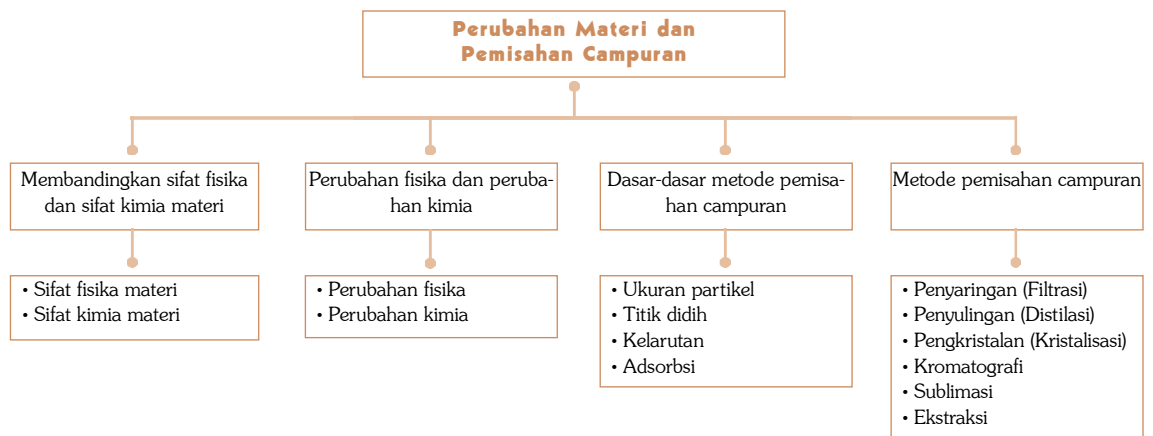 Perubahan Materi dan
Pemisahan Campuran
Membandingkan sifat fisika
dan sifat kimia materi
• Sifat fisika materi
• Sifat kimia materi
Perubahan fisika dan peruba-
han kimia
• Perubahan fisika
• Perubahan kimia
Dasar-dasar metode pemisa-
han campuran
• Ukuran partikel
• Titik didih
• Kelarutan
• Adsorbsi
Metode pemisahan campuran
• Penyaringan (Filtrasi)
• Penyulingan (Distilasi)
• Pengkristalan (Kristalisasi)
• Kromatografi
• Sublimasi
• Ekstraksi